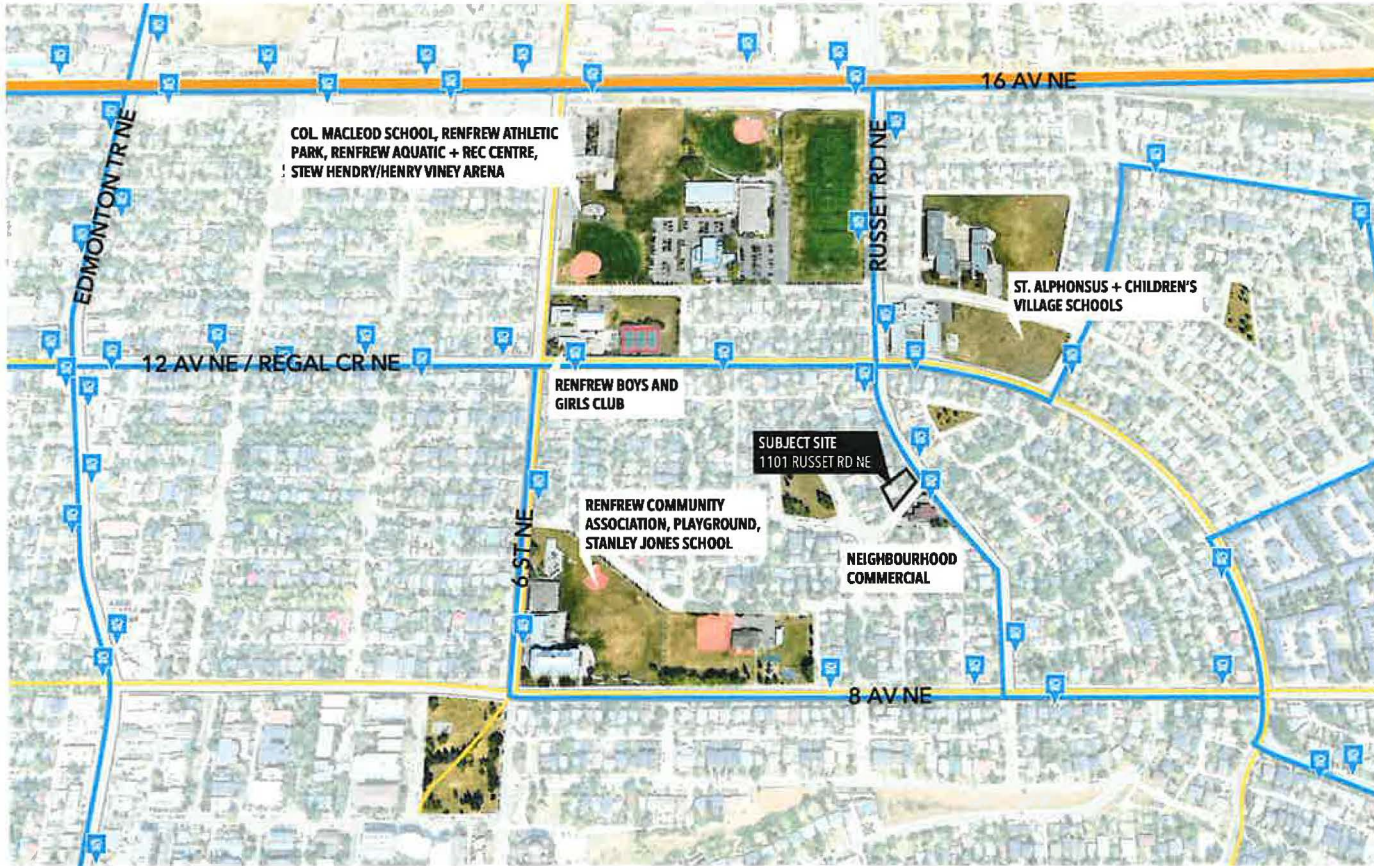 16 AV NE
COL. MACLEOD SCHOOL, RENFREW ATHLETIC
PARK, RENFREW AQUATIC + REC CENTRE,
STEW HENDRY/HENRY VINEY ARENA
EDMONTON TR NE
RUSSET RD NE
ST. ALPHONSUS + CHILDREN'S
VILLAGE SCHOOLS
12 AV NE / REGAL CR NE
RENFREW BOYS AND
GIRLS CLUB
SUBJECT SITE
1101 RUSSET RD NE
RENFREW COMMUNITY
ASSOCIATION, PLAYGROUND,
STANLEY JONES SCHOOL
6 ST NE
NEIGHBOURHOOD
COMMERCIAL
8 AV NE